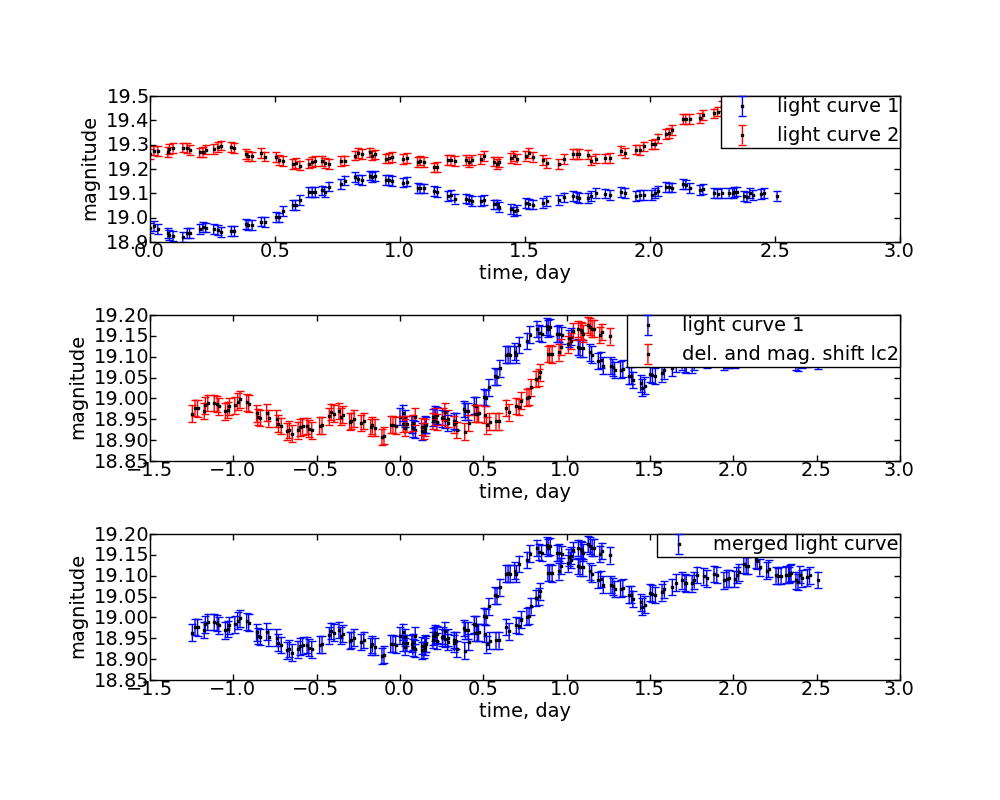 19.5
19.4
19.3
19.2
19.1
19.0
18.9
magnitude
light curve 1
light curve 2
0.0 0.5 1.0 1.5 2.0 2.5 3.0
time, day
19.20
19.15
19.10
19.05
19.00
18.95
18.90
18.85
magnitude
light curve 1
del. and mag. shift lc2
−1.5 −1.0 −0.5 0.0 0.5 1.0 1.5 2.0 2.5 3.0
time, day
19.20
19.15
19.10
19.05
19.00
18.95
18.90
18.85
magnitude
merged light curve
−1.5 −1.0 −0.5 0.0 0.5 1.0 1.5 2.0 2.5 3.0
time, day